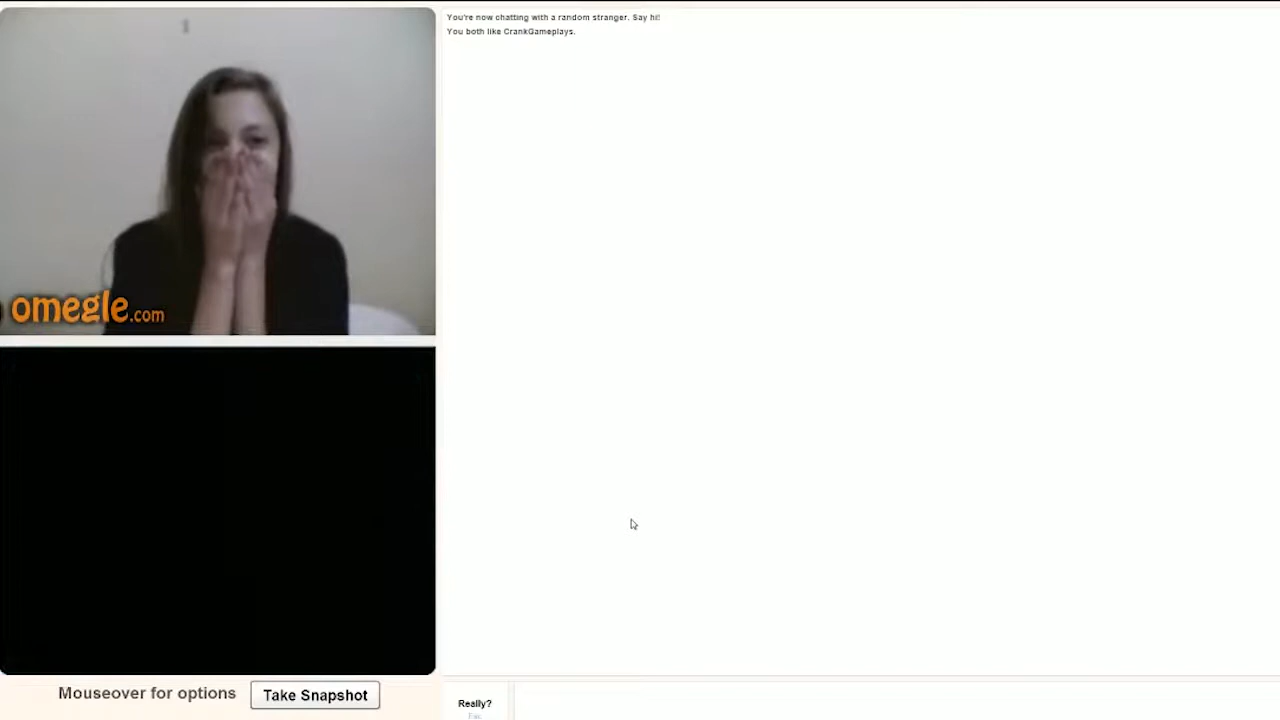 You're now chatting with a random stranger. Say hi!
You both like CrankGameplays.
omegle.com
Mouseover for options
Take Snapshot
Really?
Esc